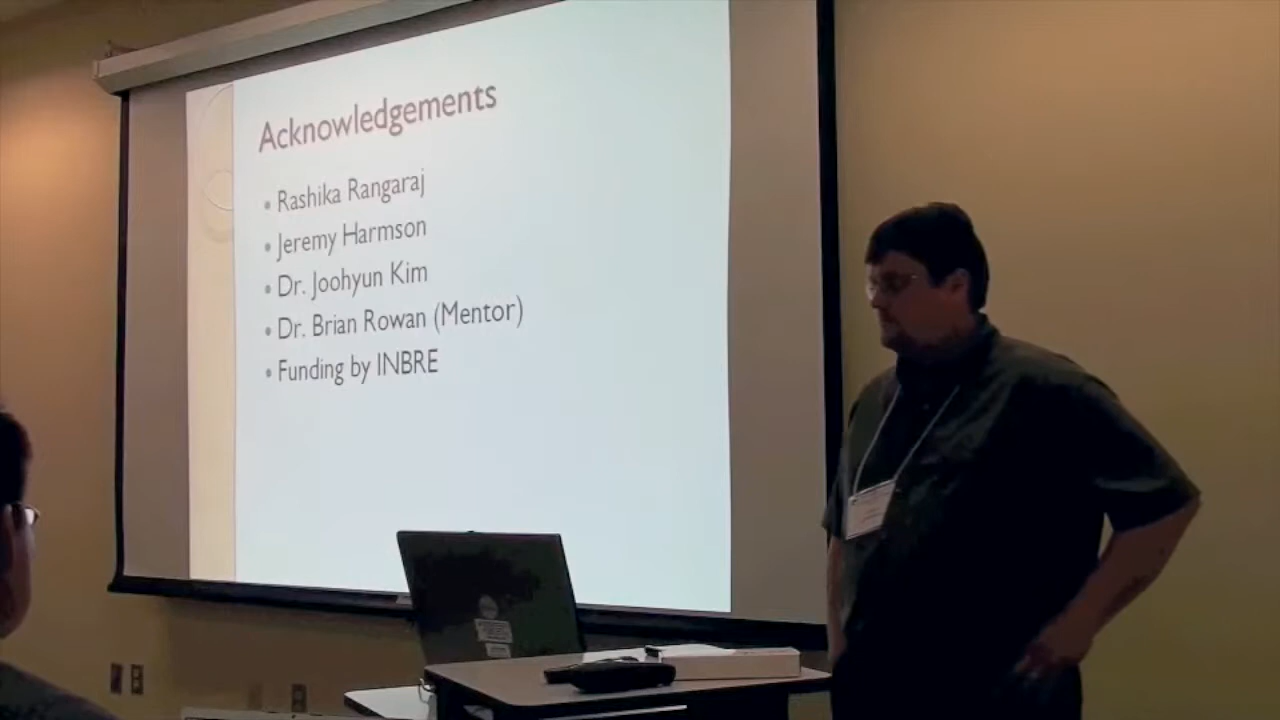 Acknowledgements
• Rashika Rangaraj
• Jeremy Harmson
• Dr. Joohyun Kim
• Dr. Brian Rowan (Mentor)
• Funding by INBRE